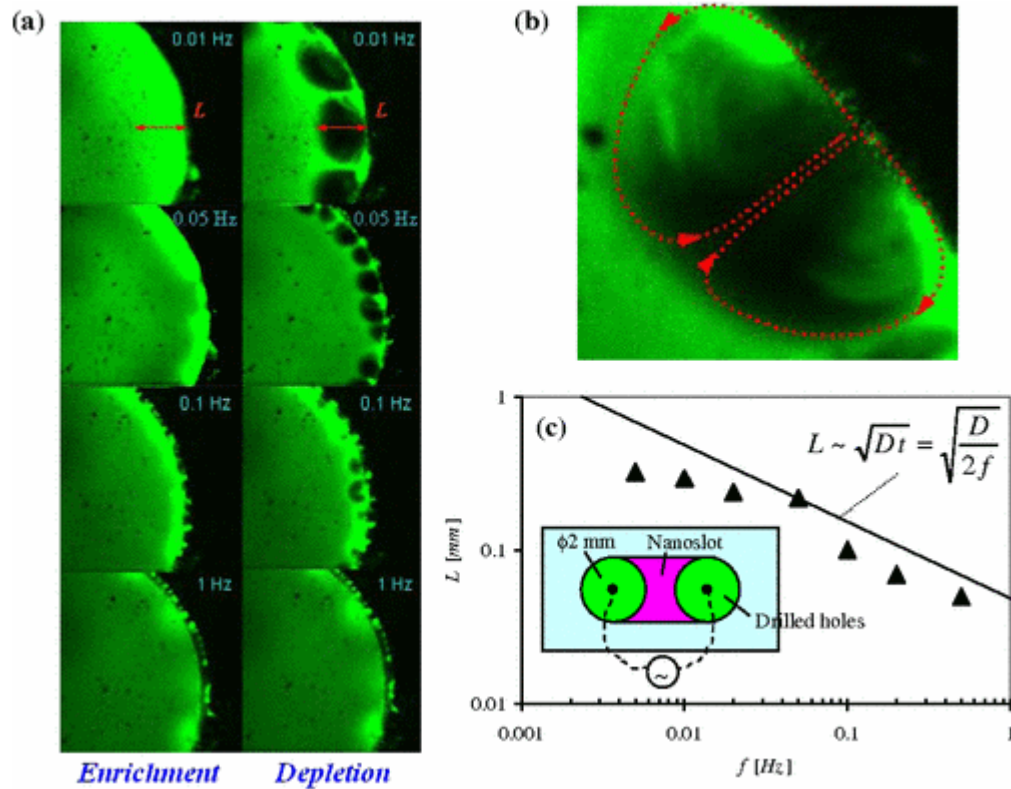 (a)
0.01 Hz
L
0.01 Hz
L
0.05 Hz
0.05 Hz
0.1 Hz
0.1 Hz
1 Hz
1 Hz
Enrichment
Depletion
(b)
(c)
L ~ √Dt = √D/2f
1
0.1
0.01
L [mm]
ϕ2 mm
Nanoslot
Drilled holes
~
0.001
0.01
0.1
1
f [Hz]